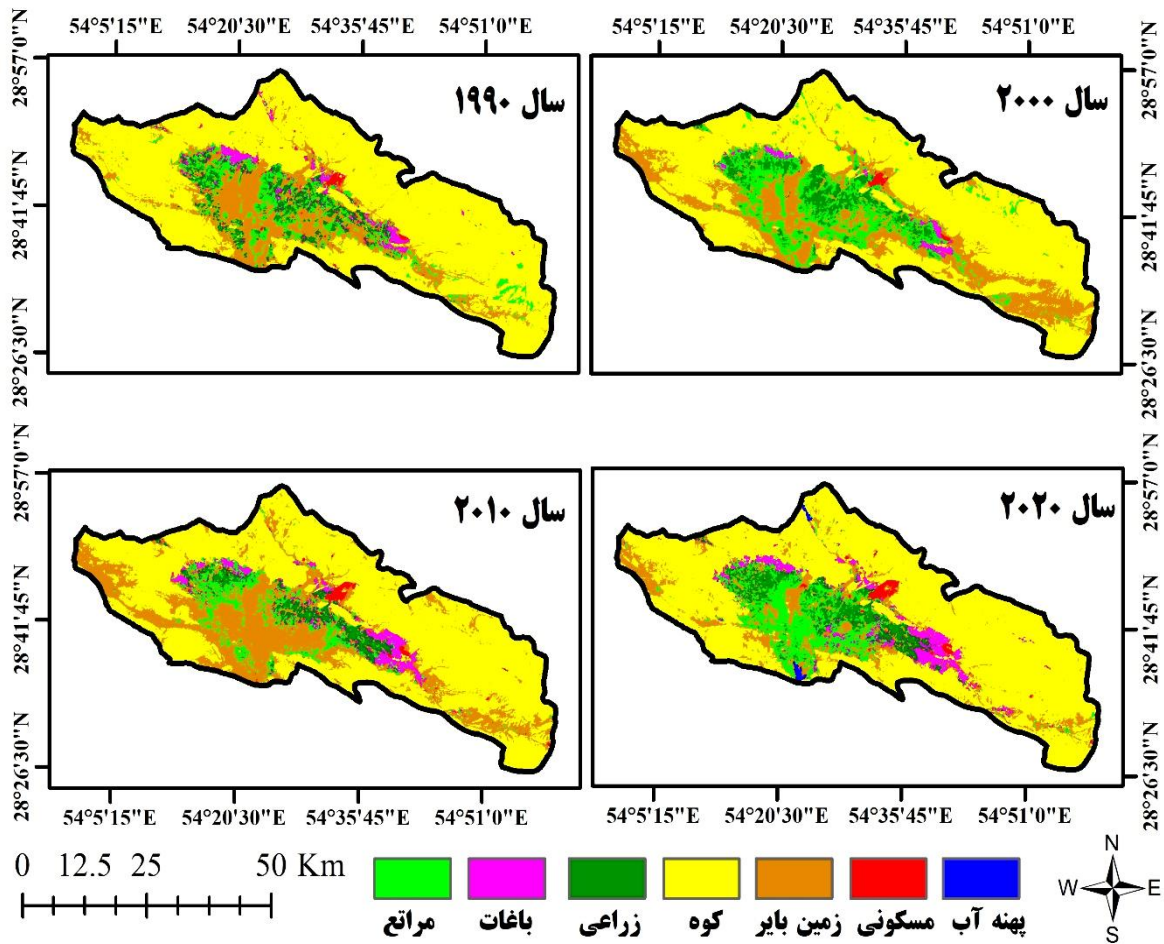 54°5'15"E 54°20'30"E 54°35'45"E 54°51'0"E
54°5'15"E 54°20'30"E 54°35'45"E 54°51'0"E
28°57'0"N
28°41'45"N
28°26'30"N
سال ۱۹۹۰
سال ۲۰۰۰
28°57'0"N
28°41'45"N
28°26'30"N
28°57'0"N
28°41'45"N
28°26'30"N
سال ۲۰۱۰
سال ۲۰۲۰
28°57'0"N
28°41'45"N
28°26'30"N
54°5'15"E 54°20'30"E 54°35'45"E 54°51'0"E
54°5'15"E 54°20'30"E 54°35'45"E 54°51'0"E
0 12.5 25 50 Km
پهنه آب مسکونی زمین بایر کوه زراعی باغات مراتع
N
W E
S